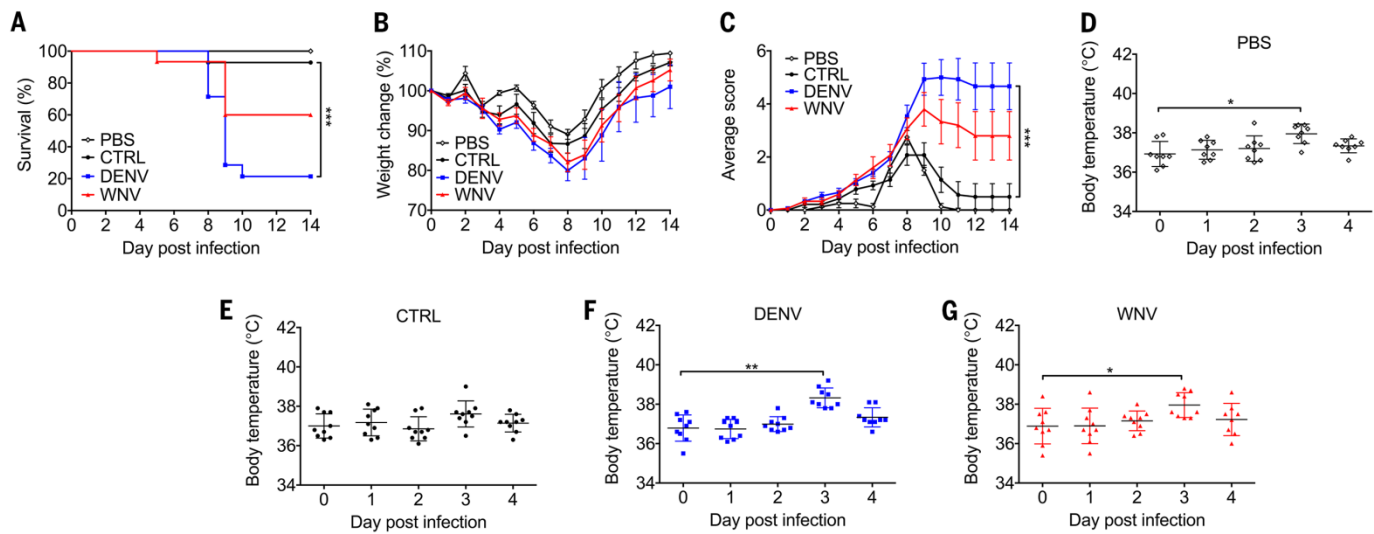 A
Survival (%)
100
80
60
40
20
0
PBS
CTRL
DENV
WNV
***
0 2 4 6 8 10 12 14
Day post infection
B
Weight change (%)
110
100
90
80
70
PBS
CTRL
DENV
WNV
0 2 4 6 8 10 12 14
Day post infection
C
Average score
6
4
2
0
PBS
CTRL
DENV
WNV
***
0 2 4 6 8 10 12 14
Day post infection
D
PBS
Body temperature (°C)
42
40
38
36
34
*
0 1 2 3 4
Day post infection
E
CTRL
Body temperature (°C)
42
40
38
36
34
0 1 2 3 4
Day post infection
F
DENV
Body temperature (°C)
42
40
38
36
34
**
0 1 2 3 4
Day post infection
G
WNV
Body temperature (°C)
42
40
38
36
34
*
0 1 2 3 4
Day post infection